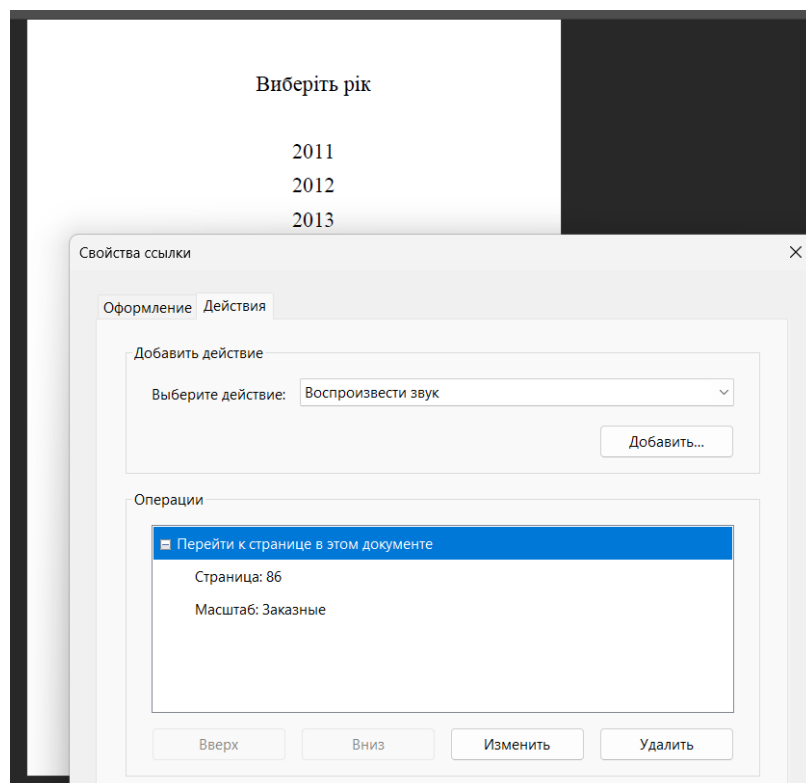 Виберіть рік
2011
2012
2013
Свойства ссылки
Оформление Действия
Добавить действие
Выберите действие: Воспроизвести звук
Добавить...
Операции
Перейти к странице в этом документе
Страница: 86
Масштаб: Заказные
Вверх Вниз Изменить Удалить